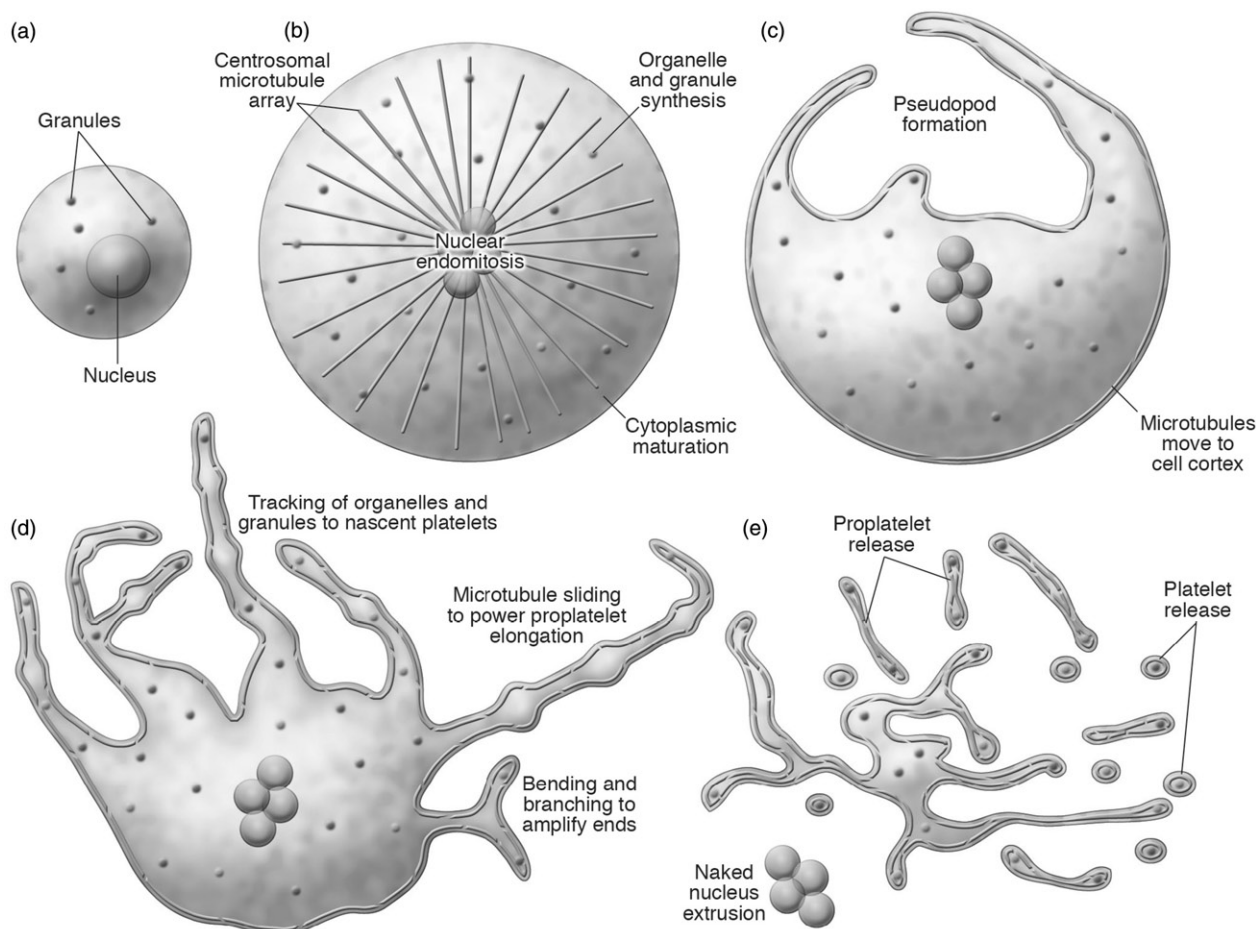 (a)
Granules
Nucleus
(b)
Centrosomal
microtubule
array
Organelle
and granule
synthesis
Nuclear
endomitosis
Cytoplasmic
maturation
(c)
Pseudopod
formation
Microtubules
move to
cell cortex
(d)
Tracking of organelles and
granules to nascent platelets
Microtubule sliding
to power proplatelet
elongation
Bending and
branching to
amplify ends
(e)
Proplatelet
release
Platelet
release
Naked
nucleus
extrusion